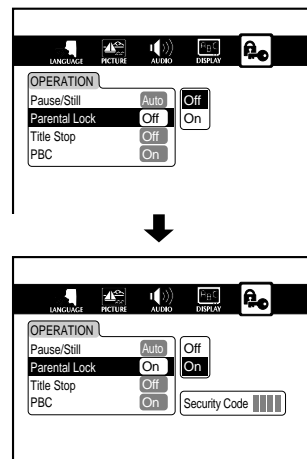 LANGUAGE PICTURE AUDIO ABC DISPLAY
OPERATION
Pause/Still Auto Off
Parental Lock Off On
Title Stop Off
PBC On
LANGUAGE PICTURE AUDIO ABC DISPLAY
OPERATION
Pause/Still Auto Off
Parental Lock On On
Title Stop Off
PBC On Security Code